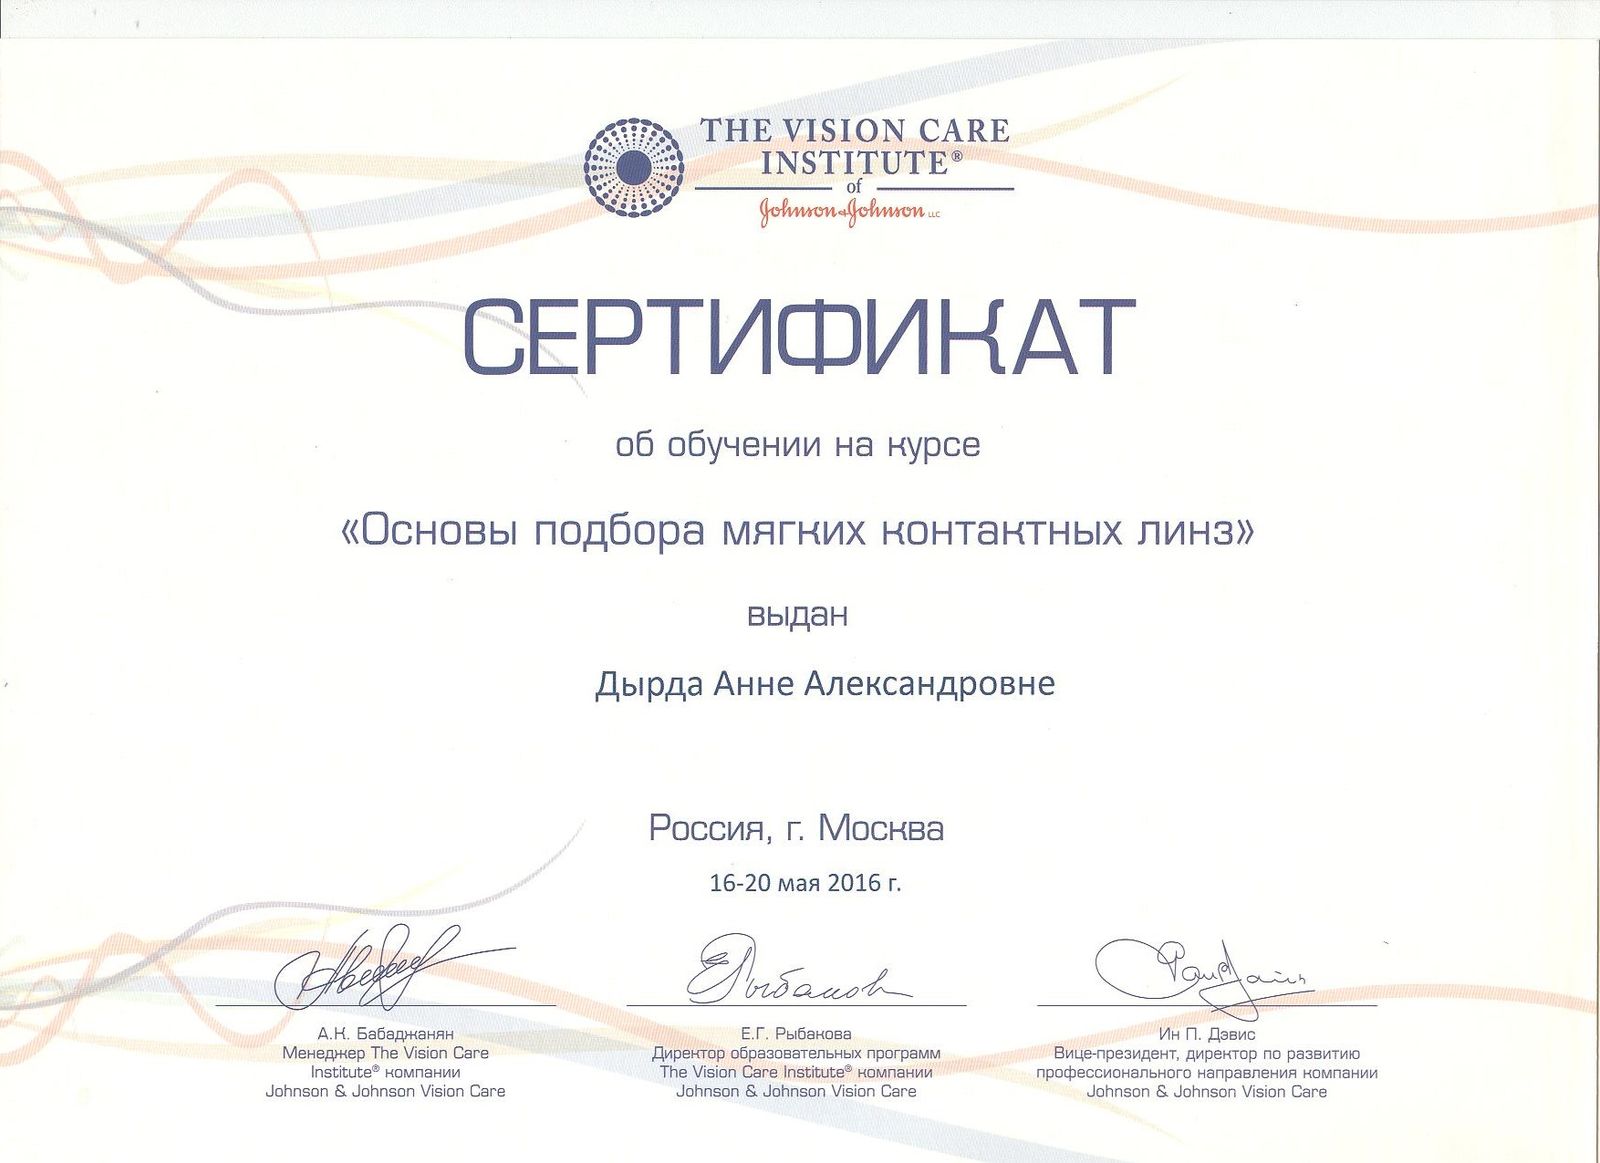 THE VISION CARE
INSTITUTE®
of
Johnson & Johnson LLC
СЕРТИФИКАТ
об обучении на курсе
«Основы подбора мягких контактных линз»
выдан
Дырда Анне Александровне
Россия, г. Москва
16-20 мая 2016 г.
А.К. Бабаджанян
Менеджер The Vision Care
Institute® компании
Johnson & Johnson Vision Care
Е.Г. Рыбакова
Директор образовательных программ
The Vision Care Institute® компании
Johnson & Johnson Vision Care
Ин П. Дэвис
Вице-президент, директор по развитию
профессионального направления компании
Johnson & Johnson Vision Care